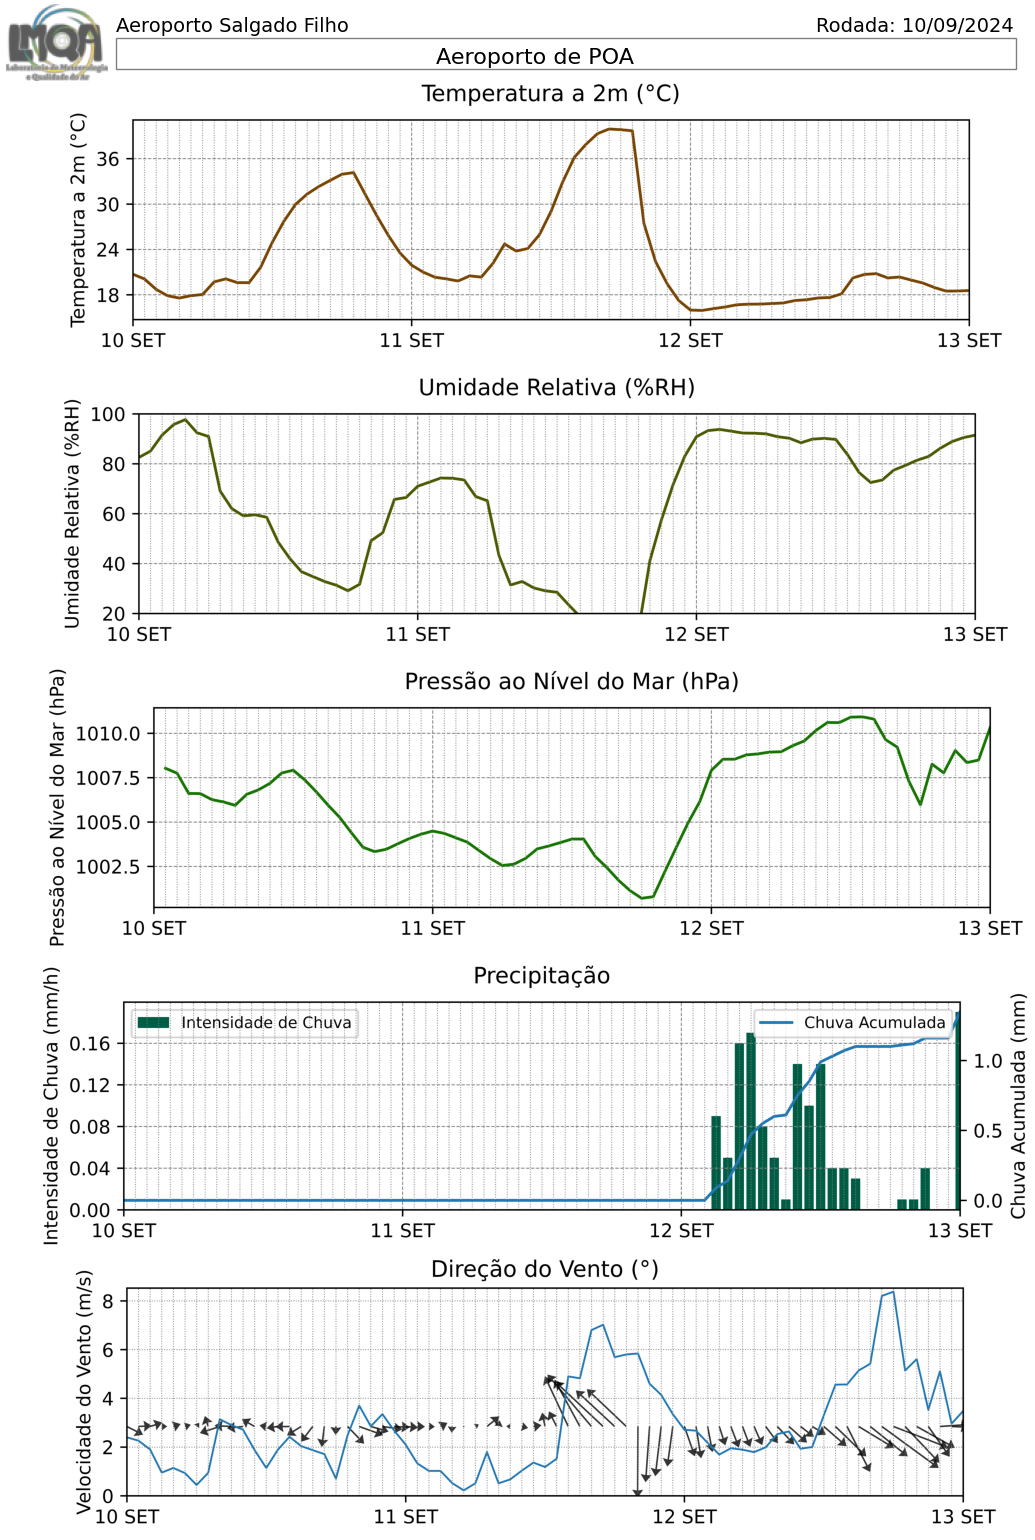 LMQA
Laboratório de Meteorologia
e Qualidade do Ar
Aeroporto Salgado Filho
Rodada: 10/09/2024
Aeroporto de POA
Temperatura a 2m (°C)
Temperatura a 2m (°C)
36
30
24
18
10 SET
11 SET
12 SET
13 SET
Umidade Relativa (%RH)
Umidade Relativa (%RH)
100
80
60
40
20
10 SET
11 SET
12 SET
13 SET
Pressão ao Nível do Mar (hPa)
Pressão ao Nível do Mar (hPa)
1010.0
1007.5
1005.0
1002.5
10 SET
11 SET
12 SET
13 SET
Precipitação
Intensidade de Chuva (mm/h)
Intensidade de Chuva
Chuva Acumulada
0.16
0.12
0.08
0.04
0.00
1.0
0.5
0.0
Chuva Acumulada (mm)
10 SET
11 SET
12 SET
13 SET
Direção do Vento (°)
Velocidade do Vento (m/s)
8
6
4
2
0
10 SET
11 SET
12 SET
13 SET